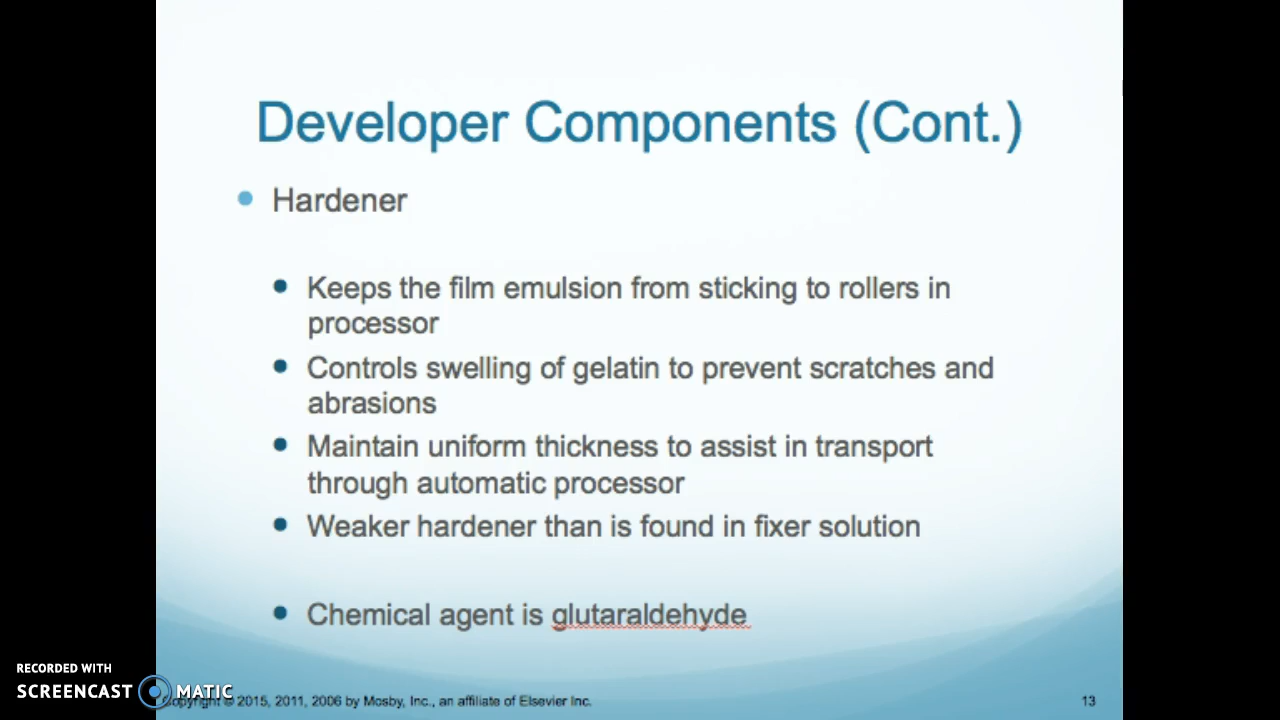 Developer Components (Cont.)
Hardener
Keeps the film emulsion from sticking to rollers in
processor
Controls swelling of gelatin to prevent scratches and
abrasions
Maintain uniform thickness to assist in transport
through automatic processor
Weaker hardener than is found in fixer solution
Chemical agent is glutaraldehyde
RECORDED WITH
SCREENCAST MATIC
Copyright © 2015, 2011, 2006 by Mosby, Inc., an affiliate of Elsevier Inc.
13